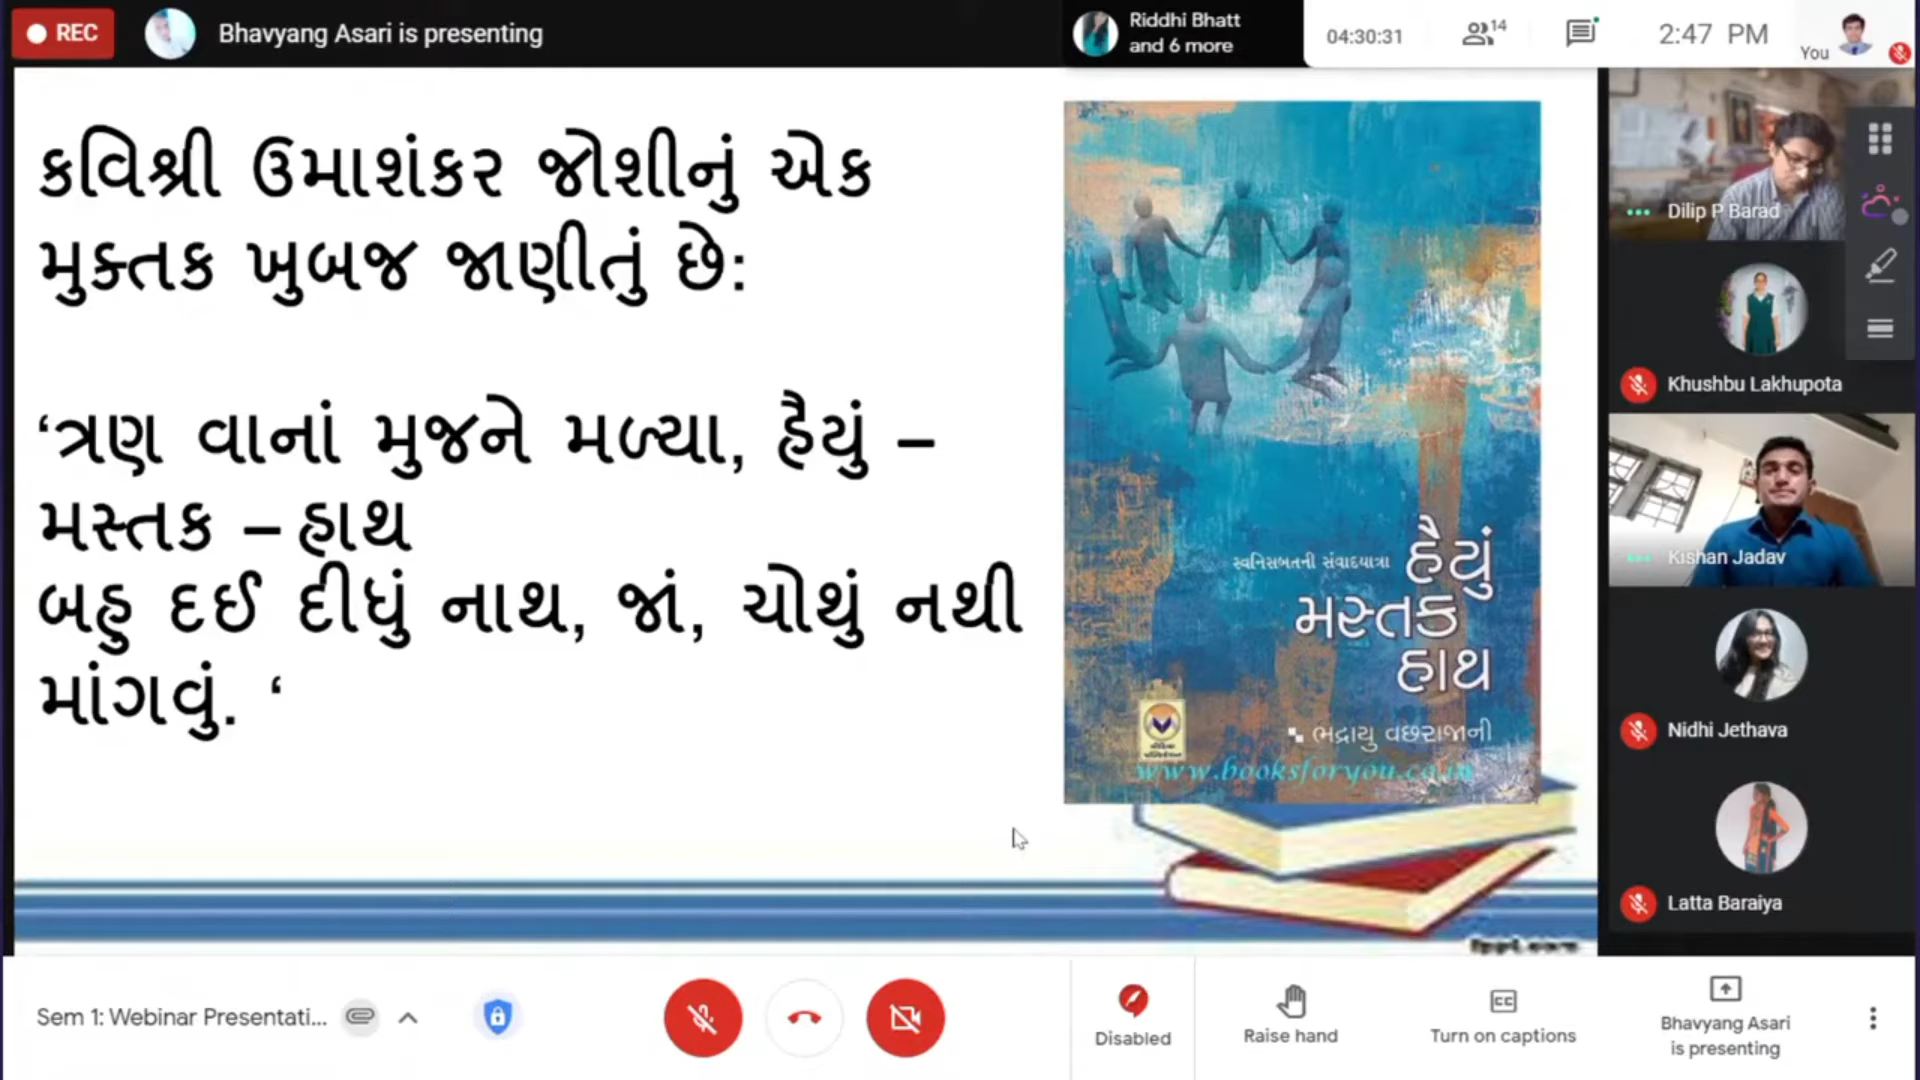 REC
Bhavyang Asari is presenting
Riddhi Bhatt
and 6 more
04:30:31
14
2:47 PM
You
કવિશ્રી ઉમાશંકર જોશીનું એક
મુક્તક ખુબજ જાણીતું છે:
‘ત્રણ વાનાં મુજને મળ્યા, હૈયું –
મસ્તક – હાથ
બહુ દઈ દીધું નાથ, જાં, ચોથું નથી
માંગવું. ‘
સ્વનિસબતની સંવાદયાત્રા
હૈયું
મસ્તક
હાથ
ભદ્રાયુ વછરાજાની
www.booksforyou.co.in
Dilip P Barad
Khushbu Lakhupota
Kishan Jadav
Nidhi Jethava
Latta Baraiya
Sem 1: Webinar Presentati...
Disabled
Raise hand
CC
Turn on captions
Bhavyang Asari
is presenting